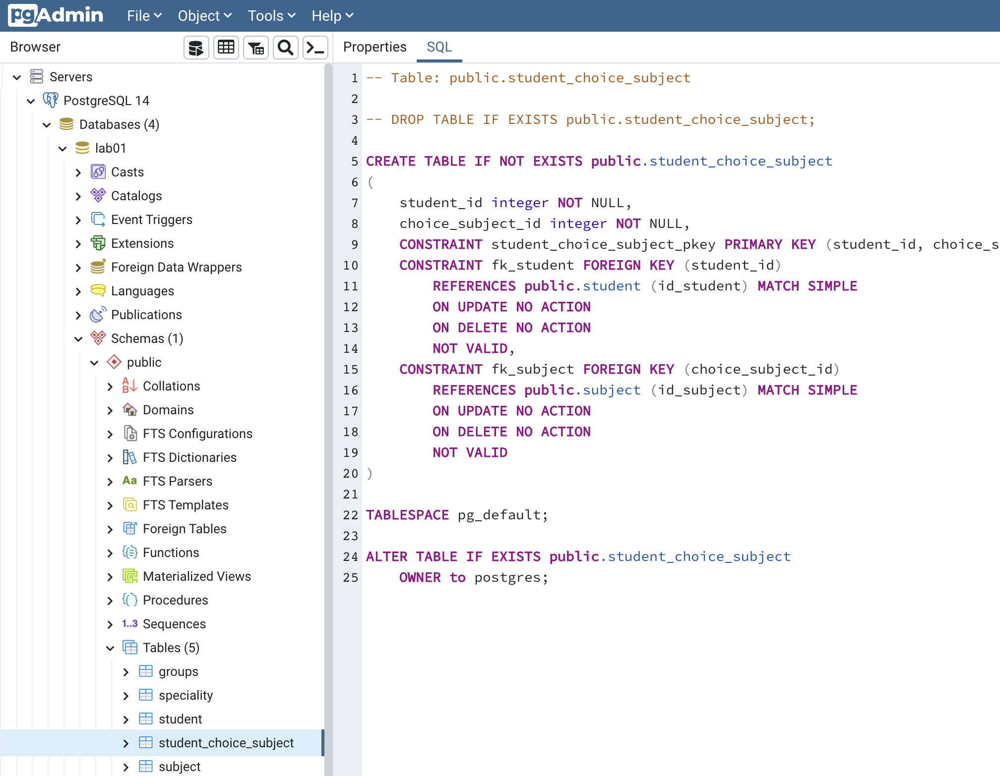 pgAdmin File Object Tools Help
Browser
Properties SQL
Servers
PostgreSQL 14
Databases (4)
lab01
Casts
Catalogs
Event Triggers
Extensions
Foreign Data Wrappers
Languages
Publications
Schemas (1)
public
Collations
Domains
FTS Configurations
FTS Dictionaries
Aa FTS Parsers
FTS Templates
Foreign Tables
Functions
Materialized Views
Procedures
1..3 Sequences
Tables (5)
groups
speciality
student
student_choice_subject
subject
1 -- Table: public.student_choice_subject
2
3 -- DROP TABLE IF EXISTS public.student_choice_subject;
4
5 CREATE TABLE IF NOT EXISTS public.student_choice_subject
6 (
7     student_id integer NOT NULL,
8     choice_subject_id integer NOT NULL,
9     CONSTRAINT student_choice_subject_pkey PRIMARY KEY (student_id, choice_s
10     CONSTRAINT fk_student FOREIGN KEY (student_id)
11         REFERENCES public.student (id_student) MATCH SIMPLE
12         ON UPDATE NO ACTION
13         ON DELETE NO ACTION
14         NOT VALID,
15     CONSTRAINT fk_subject FOREIGN KEY (choice_subject_id)
16         REFERENCES public.subject (id_subject) MATCH SIMPLE
17         ON UPDATE NO ACTION
18         ON DELETE NO ACTION
19         NOT VALID
20 )
21
22 TABLESPACE pg_default;
23
24 ALTER TABLE IF EXISTS public.student_choice_subject
25     OWNER to postgres;